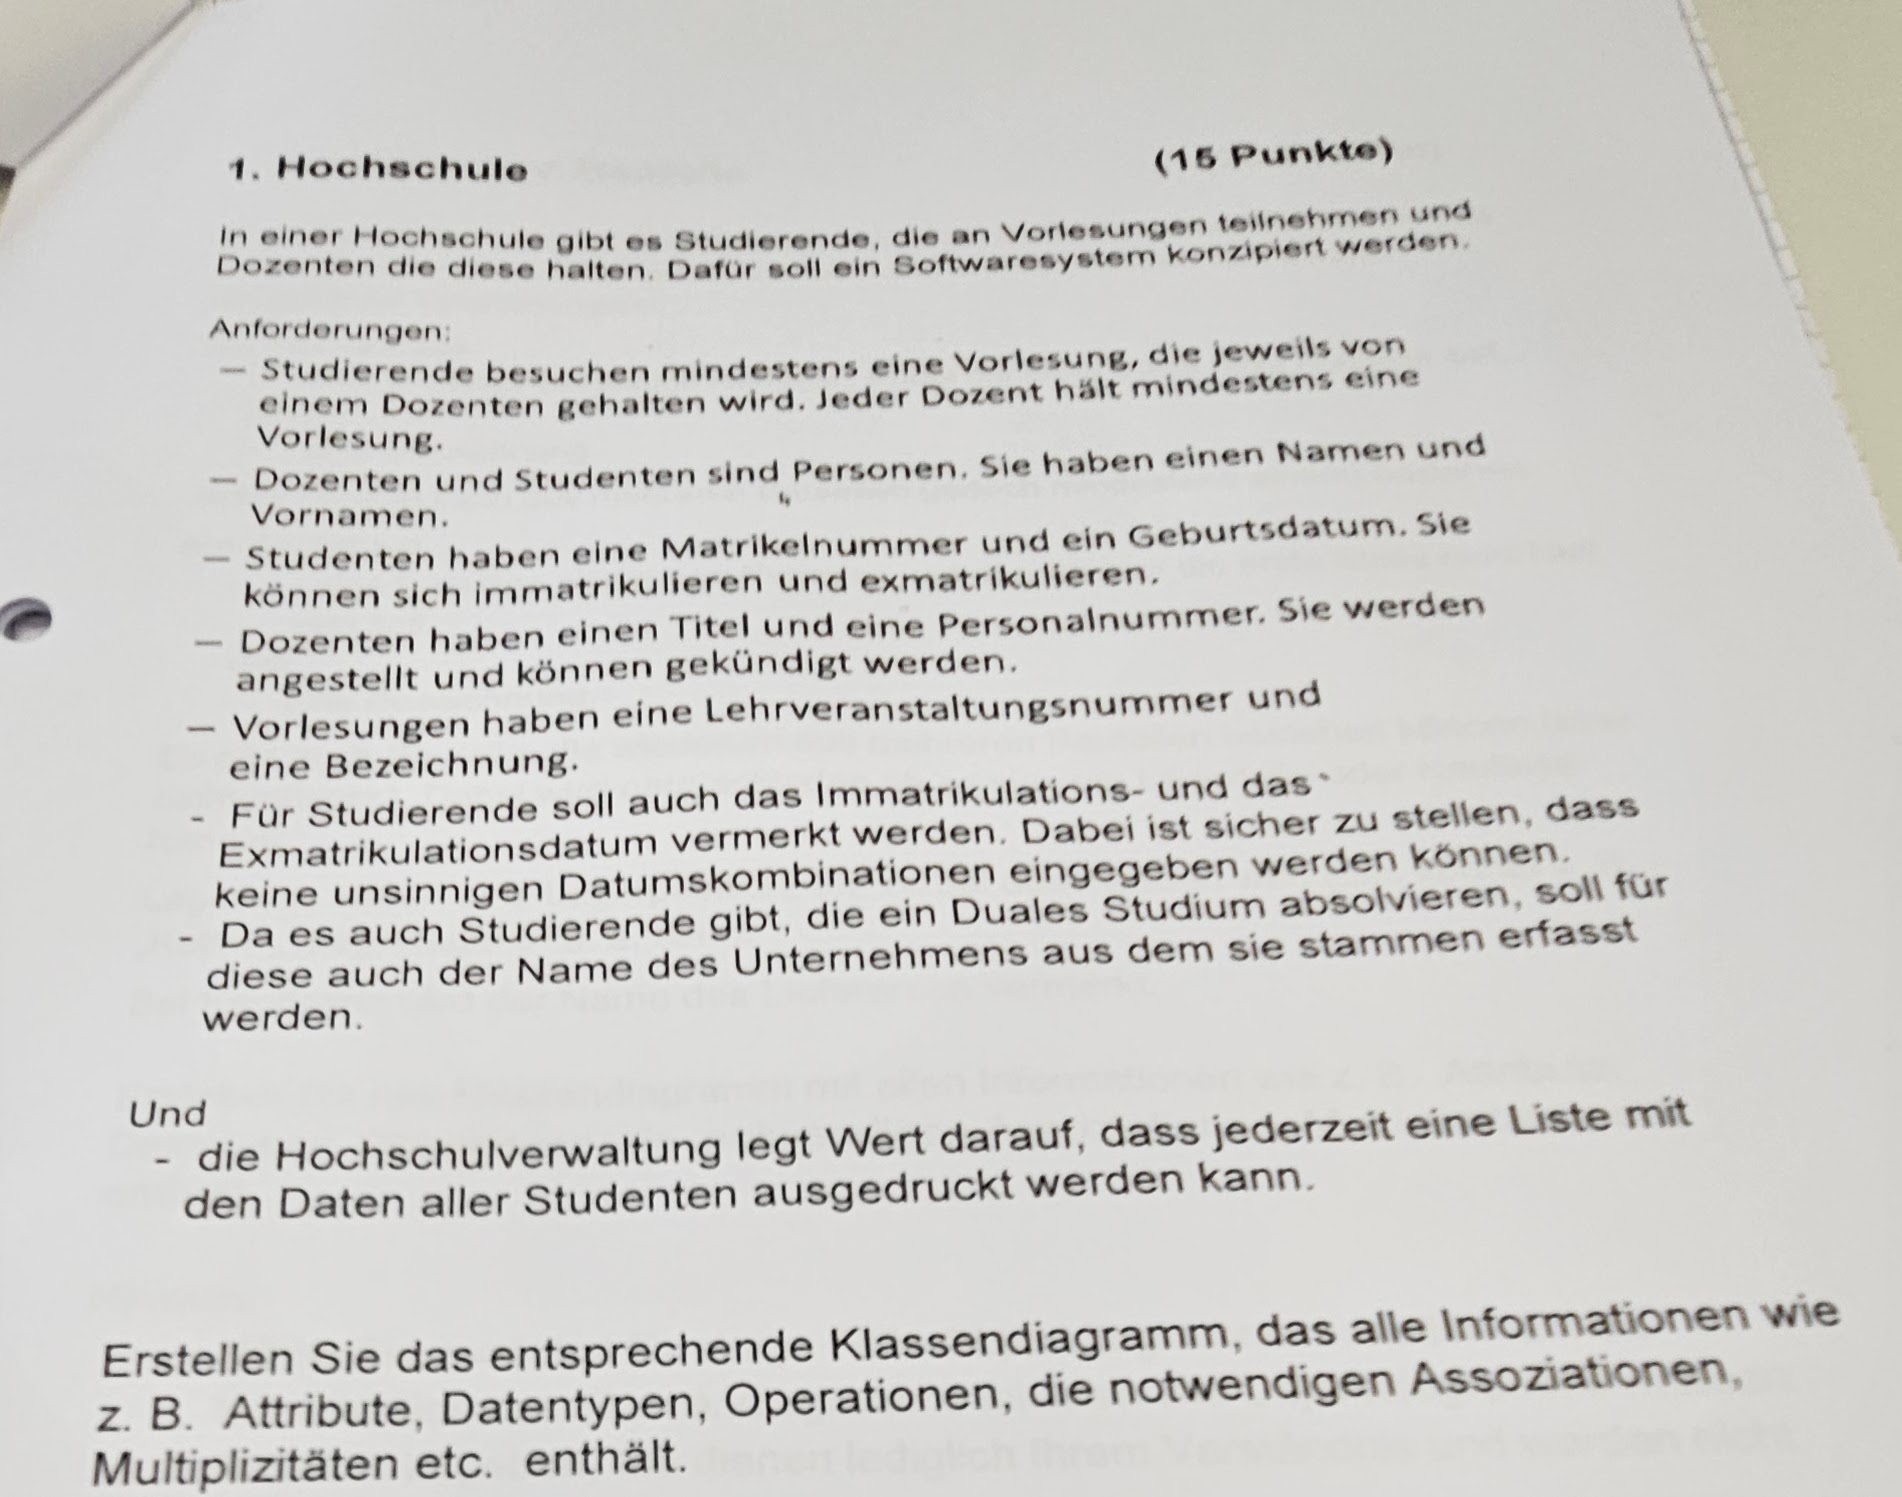 1. Hochschule (15 Punkte)
In einer Hochschule gibt es Studierende, die an Vorlesungen teilnehmen und
Dozenten die diese halten. Dafür soll ein Softwaresystem konzipiert werden.
Anforderungen:
— Studierende besuchen mindestens eine Vorlesung, die jeweils von
einem Dozenten gehalten wird. Jeder Dozent hält mindestens eine
Vorlesung.
— Dozenten und Studenten sind Personen. Sie haben einen Namen und
Vornamen.
— Studenten haben eine Matrikelnummer und ein Geburtsdatum. Sie
können sich immatrikulieren und exmatrikulieren.
— Dozenten haben einen Titel und eine Personalnummer. Sie werden
angestellt und können gekündigt werden.
— Vorlesungen haben eine Lehrveranstaltungsnummer und
eine Bezeichnung.
- Für Studierende soll auch das Immatrikulations- und das
Exmatrikulationsdatum vermerkt werden. Dabei ist sicher zu stellen, dass
keine unsinnigen Datumskombinationen eingegeben werden können.
- Da es auch Studierende gibt, die ein Duales Studium absolvieren, soll für
diese auch der Name des Unternehmens aus dem sie stammen erfasst
werden.
Und
- die Hochschulverwaltung legt Wert darauf, dass jederzeit eine Liste mit
den Daten aller Studenten ausgedruckt werden kann.
Erstellen Sie das entsprechende Klassendiagramm, das alle Informationen wie
z. B. Attribute, Datentypen, Operationen, die notwendigen Assoziationen,
Multiplizitäten etc. enthält.